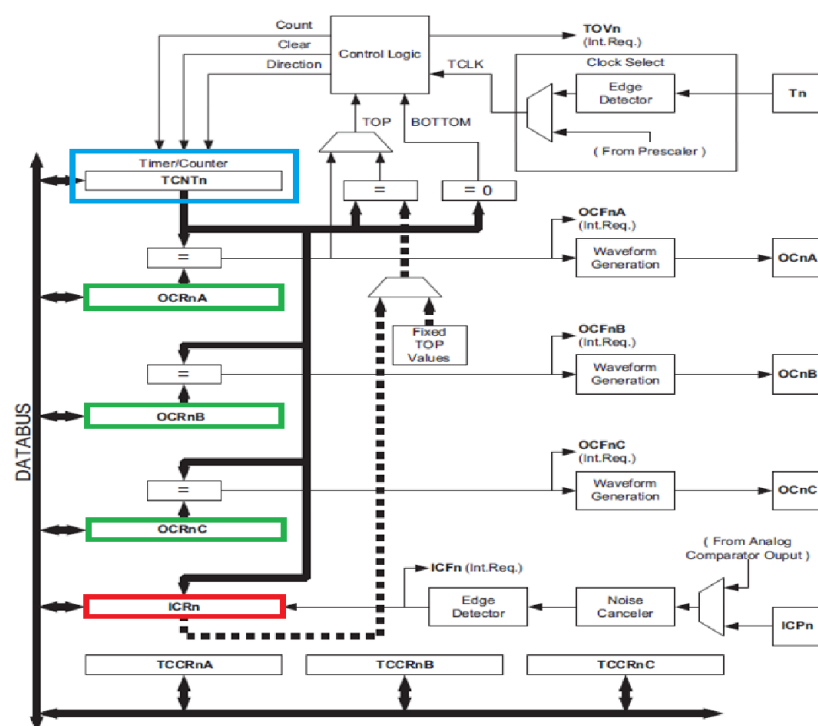 Count
Clear
Direction
Control Logic
TOVn
(Int.Req.)
Clock Select
TCLK
Edge
Detector
Tn
( From Prescaler )
TOP
BOTTOM
Timer/Counter
TCNTn
=
= 0
=
OCRnA
OCFnA
(Int.Req.)
Waveform
Generation
OCnA
Fixed
TOP
Values
=
OCRnB
OCFnB
(Int.Req.)
Waveform
Generation
OCnB
DATABUS
=
OCRnC
OCFnC
(Int.Req.)
Waveform
Generation
OCnC
( From Analog
Comparator Ouput )
ICRn
ICFn (Int.Req.)
Edge
Detector
Noise
Canceler
ICPn
TCCRnA
TCCRnB
TCCRnC